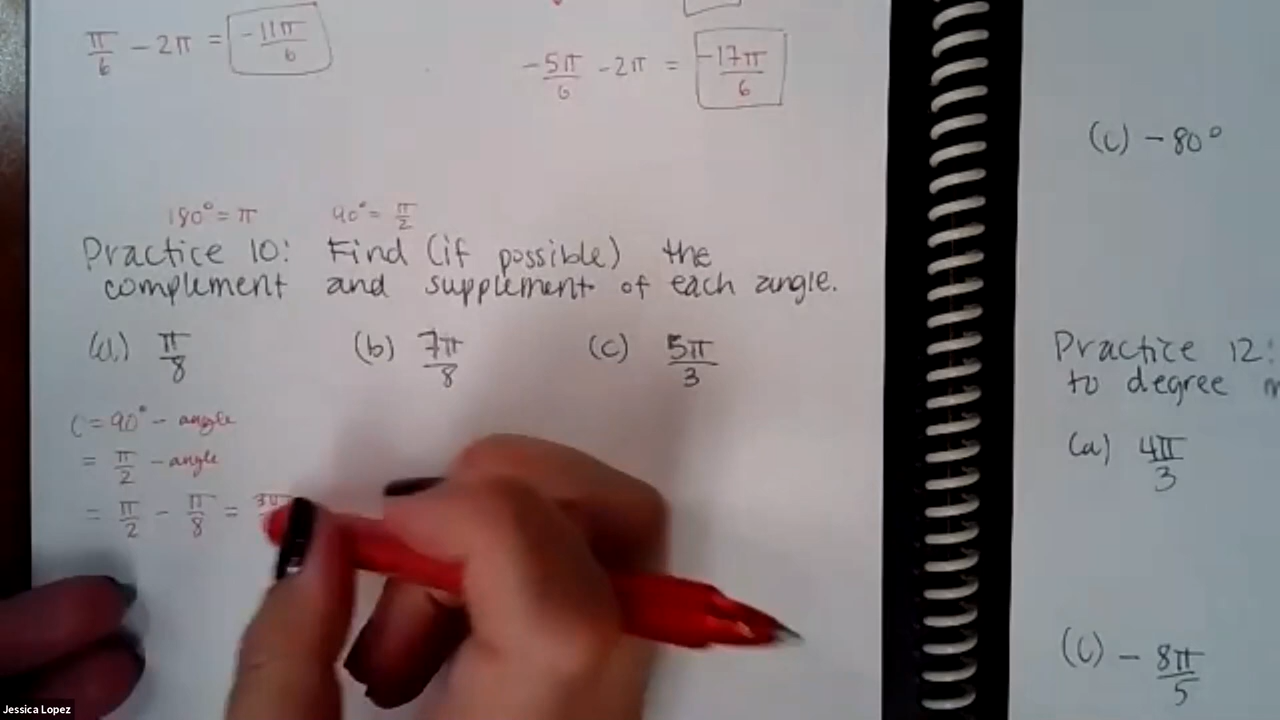 π/6 - 2π = -11π/6
-5π/6 - 2π = -17π/6
180° = π 90° = π/2
Practice 10: Find (if possible) the
complement and supplement of each angle.
(a) π/8 (b) 7π/8 (c) 5π/3
C = 90° - angle
= π/2 - angle
= π/2 - π/8 = 3π
(c) -80°
Practice 12:
to degree
(a) 4π/3
(c) - 8π/5
Jessica Lopez